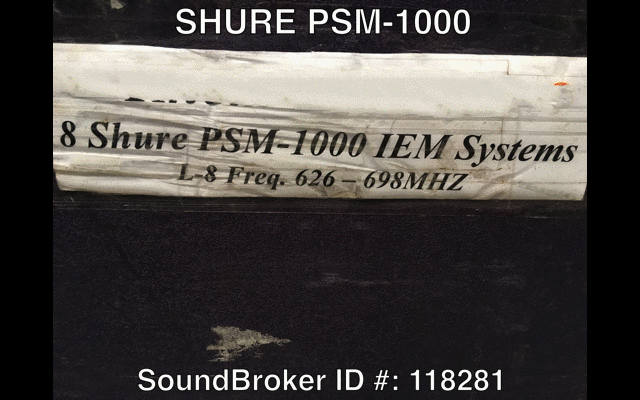 SHURE PSM-1000
8 Shure PSM-1000 IEM Systems
L-8 Freq. 626 – 698MHZ
SoundBroker ID #: 118281